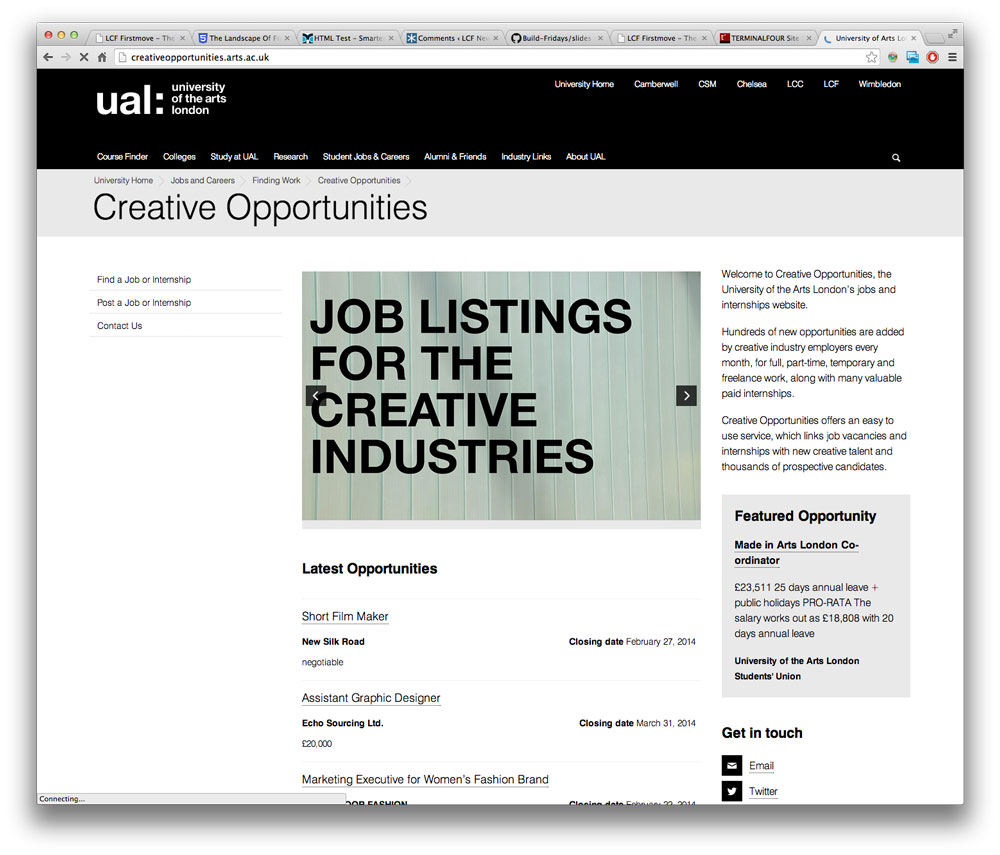 LCF Firstmove – The
The Landscape Of F
HTML Test – Smarte
Comments ‹ LCF Nev
Build-Fridays/slides
LCF Firstmove – The
TERMINALFOUR Site
University of Arts Lo
creativeopportunities.arts.ac.uk
ual: university
of the arts
london
University Home Camberwell CSM Chelsea LCC LCF Wimbledon
Course Finder Colleges Study at UAL Research Student Jobs & Careers Alumni & Friends Industry Links About UAL
University Home Jobs and Careers Finding Work Creative Opportunities
Creative Opportunities
Find a Job or Internship
Post a Job or Internship
Contact Us
JOB LISTINGS
FOR THE
CREATIVE
INDUSTRIES
Latest Opportunities
Short Film Maker
New Silk Road Closing date February 27, 2014
negotiable
Assistant Graphic Designer
Echo Sourcing Ltd. Closing date March 31, 2014
£20,000
Marketing Executive for Women's Fashion Brand
FASHION Closing date February 22, 2014
Welcome to Creative Opportunities, the
University of the Arts London's jobs and
internships website.
Hundreds of new opportunities are added
by creative industry employers every
month, for full, part-time, temporary and
freelance work, along with many valuable
paid internships.
Creative Opportunities offers an easy to
use service, which links job vacancies and
internships with new creative talent and
thousands of prospective candidates.
Featured Opportunity
Made in Arts London Co-
ordinator
£23,511 25 days annual leave +
public holidays PRO-RATA The
salary works out as £18,808 with 20
days annual leave
University of the Arts London
Students' Union
Get in touch
Email
Twitter
Connecting...